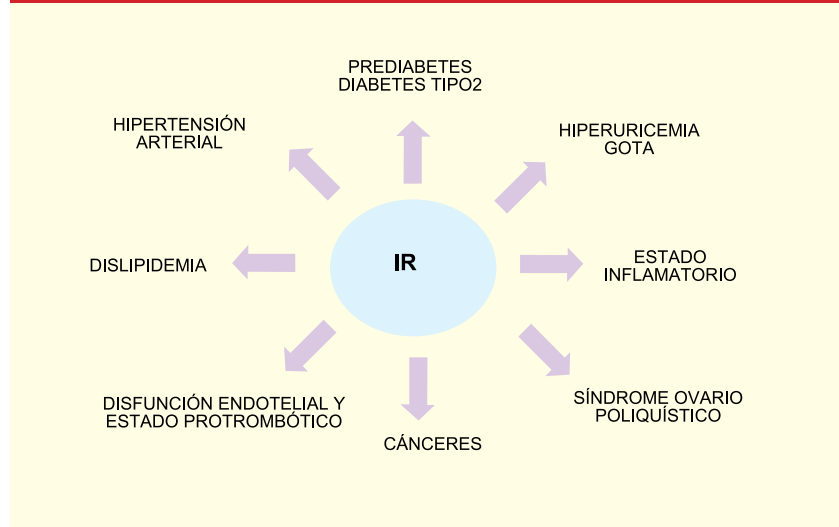 PREDIABETES
DIABETES TIPO2
HIPERTENSIÓN
ARTERIAL
HIPERURICEMIA
GOTA
DISLIPIDEMIA
IR
ESTADO
INFLAMATORIO
DISFUNCIÓN ENDOTELIAL Y
ESTADO PROTROMBÓTICO
CÁNCERES
SÍNDROME OVARIO
POLIQUÍSTICO